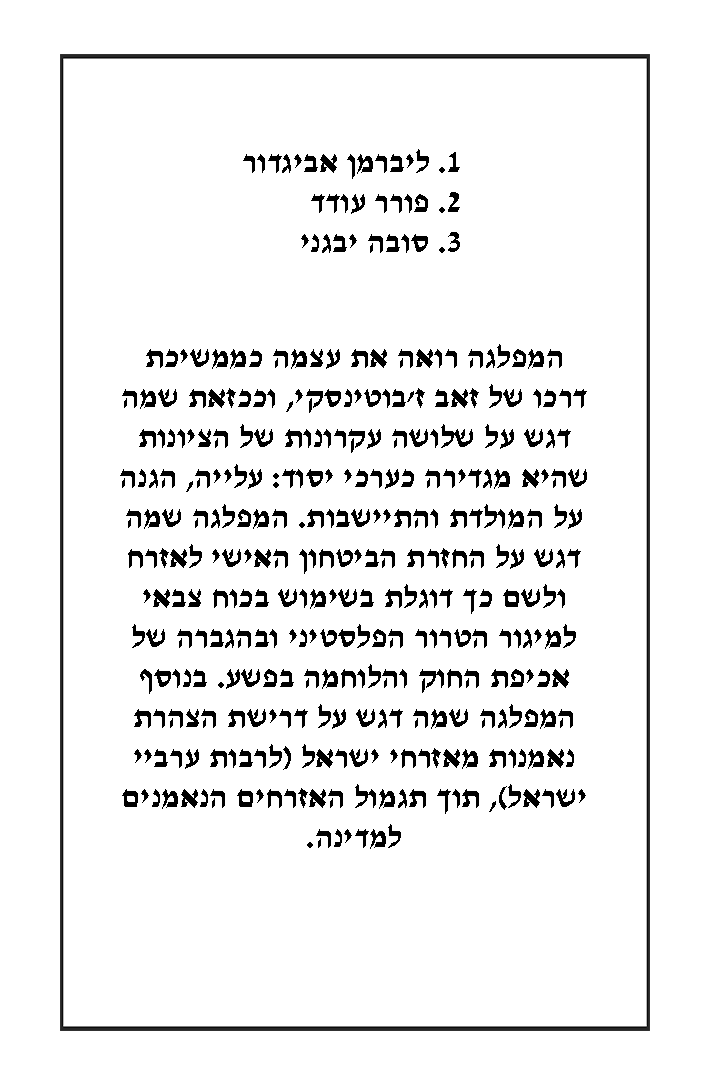 1. ליברמן אביגדור
2. פורר עודד
3. סובה יבגני
המפלגה רואה את עצמה כממשיכת
דרכו של זאב ז׳בוטינסקי, וככזאת שמה
דגש על שלושה עקרונות של הציונות
שהיא מגדירה כערכי יסוד: עלייה, הגנה
על המולדת והתיישבות. המפלגה שמה
דגש על החזרת הביטחון האישי לאזרח
ולשם כך דוגלת בשימוש בכוח צבאי
למיגור הטרור הפלסטיני ובהגברה של
אכיפת החוק והלוחמה בפשע. בנוסף
המפלגה שמה דגש על דרישת הצהרת
נאמנות מאזרחי ישראל (לרבות ערביי
ישראל), תוך תגמול האזרחים הנאמנים
למדינה.